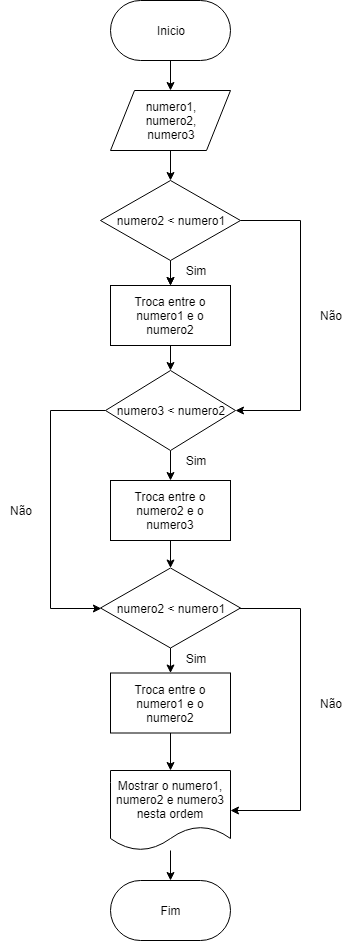 Inicio
numero1,
numero2,
numero3
numero2 < numero1
Sim
Não
Troca entre o
numero1 e o
numero2
numero3 < numero2
Sim
Não
Troca entre o
numero2 e o
numero3
numero2 < numero1
Sim
Não
Troca entre o
numero1 e o
numero2
Mostrar o numero1,
numero2 e numero3
nesta ordem
Fim